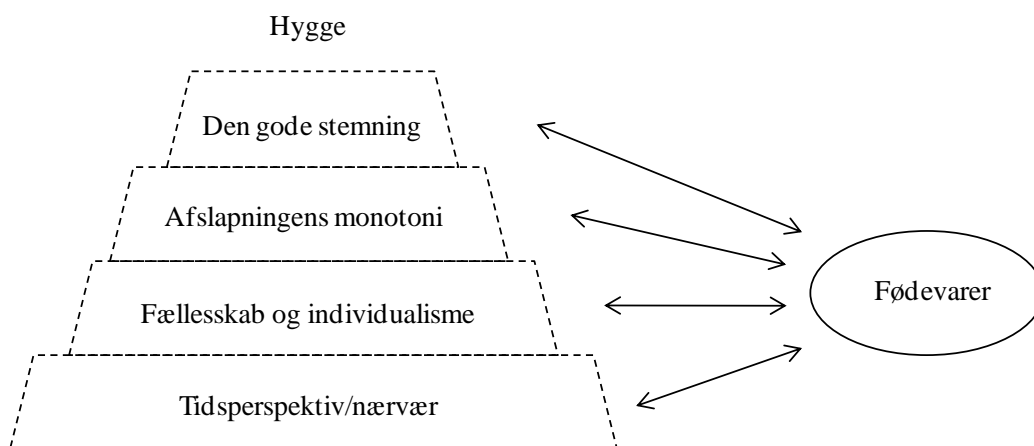 Hygge
Den gode stemning
Afslapningens monotoni
Fællesskab og individualisme
Tidsperspektiv/nærvær
Fødevarer